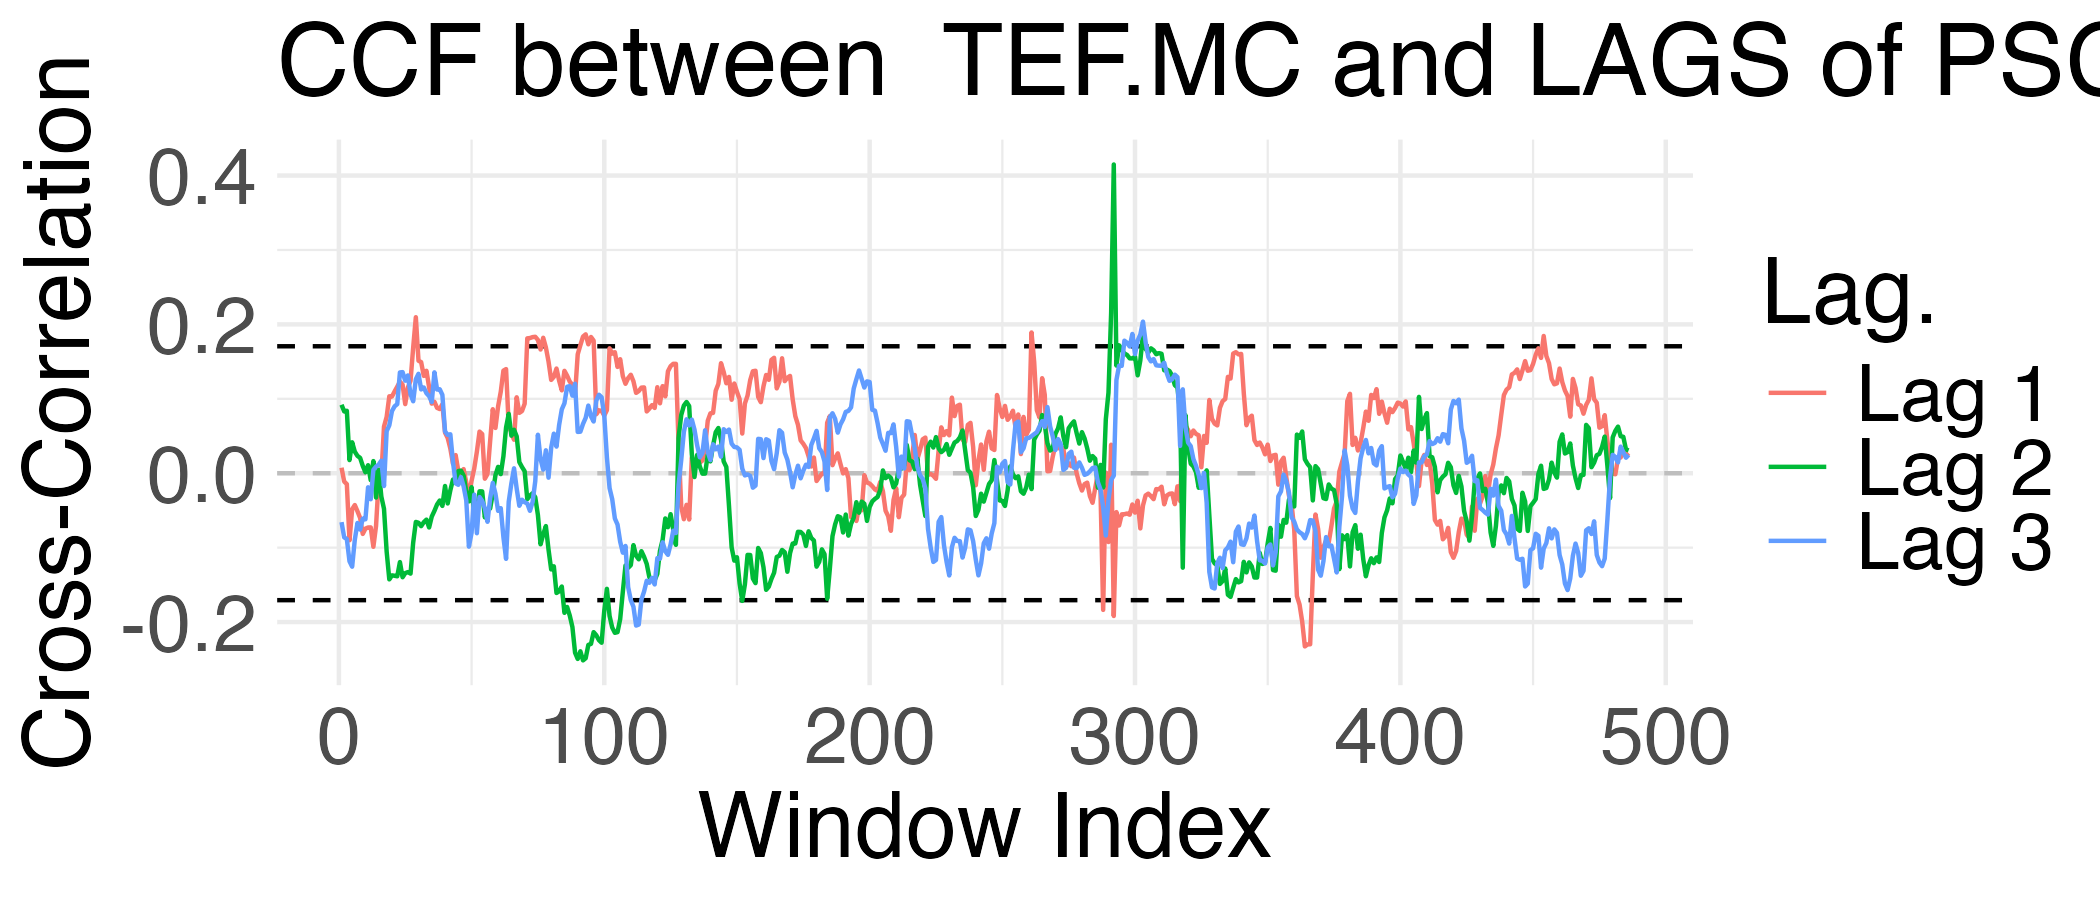 CCF between  TEF.MC and LAGS of PSC
Cross-Correlation
0.4
0.2
0.0
-0.2
0 100 200 300 400 500
Window Index
Lag.
Lag 1
Lag 2
Lag 3